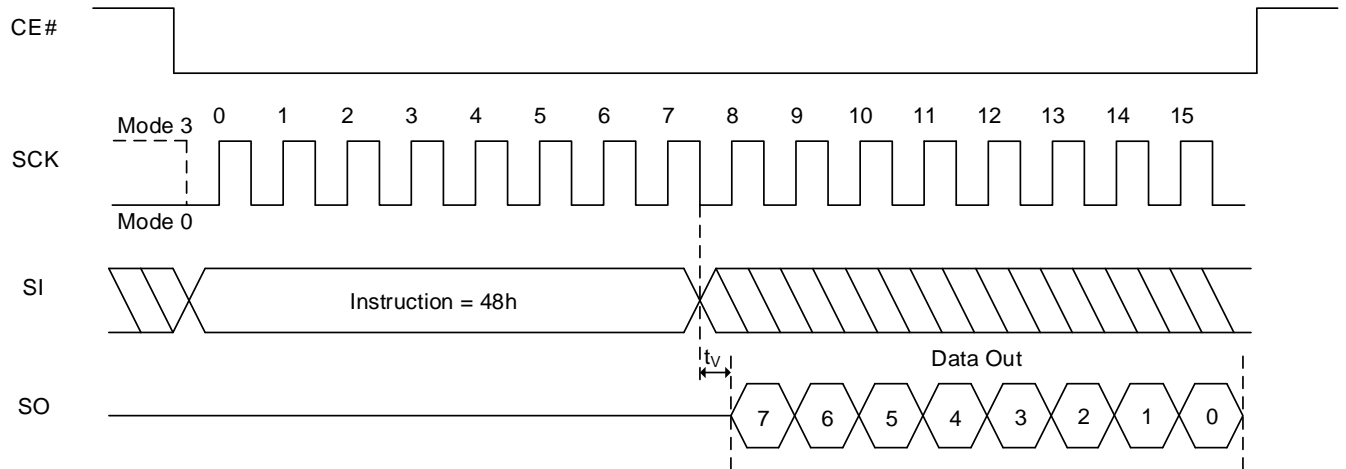 CE#
0 1 2 3 4 5 6 7 8 9 10 11 12 13 14 15
Mode 3
SCK
Mode 0
SI
Instruction = 48h
tV
Data Out
SO
7 6 5 4 3 2 1 0